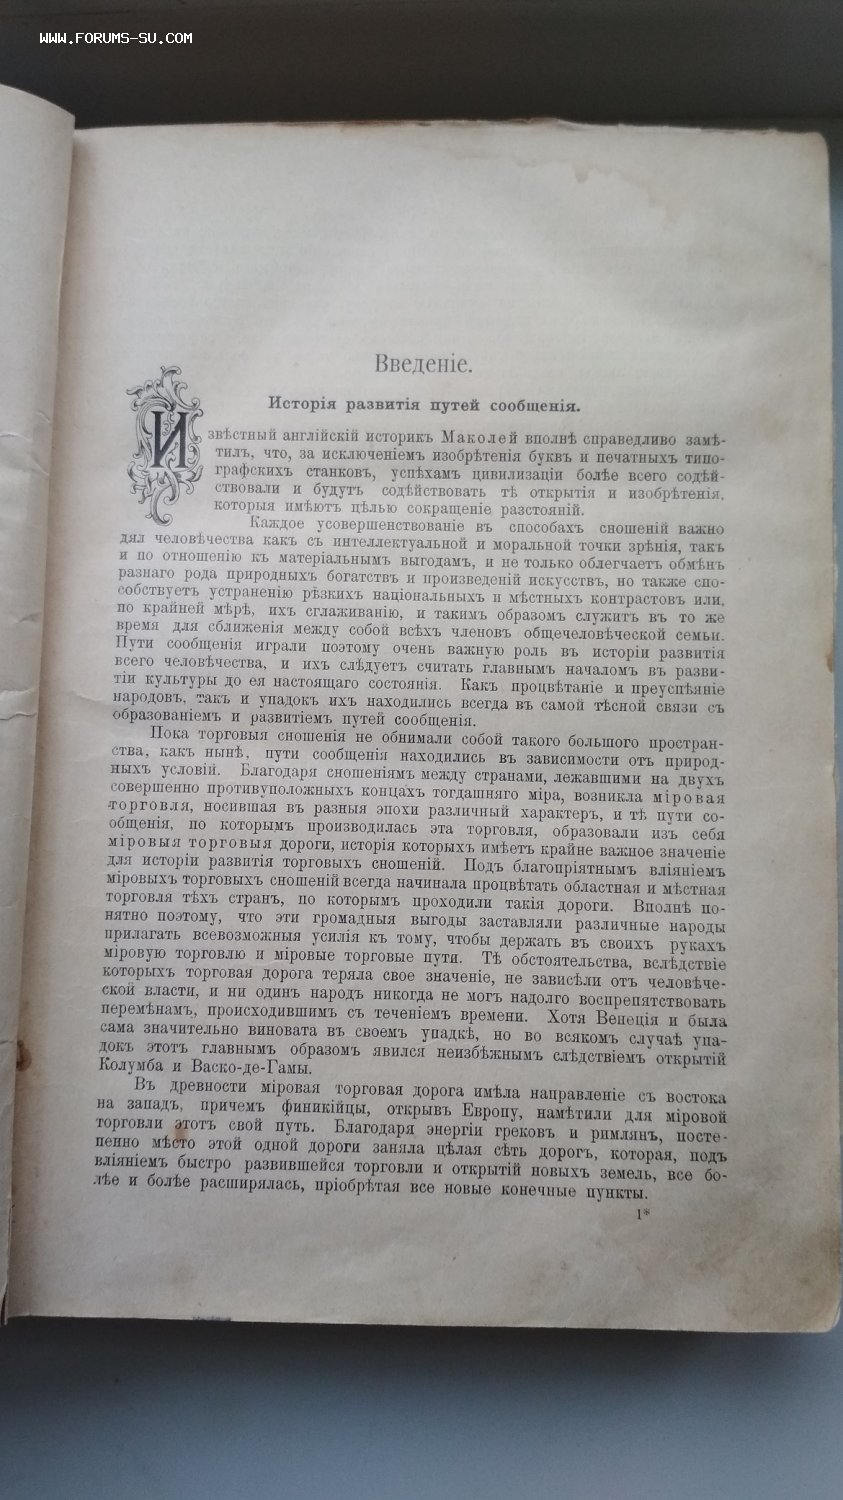 WWW.FORUMS-SU.COM
Введеніе.
Исторія развитія путей сообщенія.
Извѣстный англійскій историкъ Маколей вполнѣ справедливо замѣ-
тилъ, что, за исключеніемъ изобрѣтенія буквъ и печатныхъ типо-
графскихъ станковъ, успѣхамъ цивилизаціи болѣе всего содѣй-
ствовали и будутъ содѣйствовать тѣ открытія и изобрѣтенія,
которыя имѣютъ цѣлью сокращеніе разстояній.
Каждое усовершенствованіе въ способахъ сношеній важно
дял человѣчества какъ съ интеллектуальной и моральной точки зрѣнія, такъ
и по отношенію къ матеріальнымъ выгодамъ, и не только облегчаетъ обмѣнъ
разнаго рода природныхъ богатствъ и произведеній искусствъ, но также спо-
собствуетъ устраненію рѣзкихъ національныхъ и мѣстныхъ контрастовъ или,
по крайней мѣрѣ, ихъ сглаживанію, и такимъ образомъ служитъ въ то же
время для сближенія между собой всѣхъ членовъ общечеловѣческой семьи.
Пути сообщенія играли поэтому очень важную роль въ исторіи развитія
всего человѣчества, и ихъ слѣдуетъ считать главнымъ началомъ въ разви-
тіи культуры до ея настоящаго состоянія. Какъ процвѣтаніе и преуспѣяніе
народовъ, такъ и упадокъ ихъ находились всегда въ самой тѣсной связи съ
образованіемъ и развитіемъ путей сообщенія.
Пока торговыя сношенія не обнимали собой такого большого простран-
ства, какъ нынѣ, пути сообщенія находились въ зависимости отъ природ-
ныхъ условій. Благодаря сношеніямъ между странами, лежавшими на двухъ
совершенно противуположныхъ концахъ тогдашняго міра, возникла міровая
торговля, носившая въ разныя эпохи различный характеръ, и тѣ пути со-
общенія, по которымъ производилась эта торговля, образовали изъ себя
міровыя торговыя дороги, исторія которыхъ имѣетъ крайне важное значеніе
для исторіи развитія торговыхъ сношеній. Подъ благопріятнымъ вліяніемъ
міровыхъ торговыхъ сношеній всегда начинала процвѣтать областная и мѣстная
торговля тѣхъ странъ, по которымъ проходили такія дороги. Вполнѣ по-
нятно поэтому, что эти громадныя выгоды заставляли различные народы
прилагать всевозможныя усилія къ тому, чтобы держать въ своихъ рукахъ
міровую торговлю и міровые торговые пути. Тѣ обстоятельства, вслѣдствіе
которыхъ торговая дорога теряла свое значеніе, не зависѣли отъ человѣче-
ской власти, и ни одинъ народъ никогда не могъ надолго воспрепятствовать
перемѣнамъ, происходившимъ съ теченіемъ времени. Хотя Венеція и была
сама значительно виновата въ своемъ упадкѣ, но во всякомъ случаѣ упа-
докъ этотъ главнымъ образомъ явился неизбѣжнымъ слѣдствіемъ открытій
Колумба и Васко-де-Гамы.
Въ древности міровая торговая дорога имѣла направленіе съ востока
на западъ, причемъ финикійцы, открывъ Европу, намѣтили для міровой
торговли этотъ свой путь. Благодаря энергіи грековъ и римлянъ, посте-
пенно мѣсто этой одной дороги заняла цѣлая сѣть дорогъ, которая, подъ
вліяніемъ быстро развившейся торговли и открытій новыхъ земель, все бо-
лѣе и болѣе расширялась, пріобрѣтая все новые конечные пункты.
1*